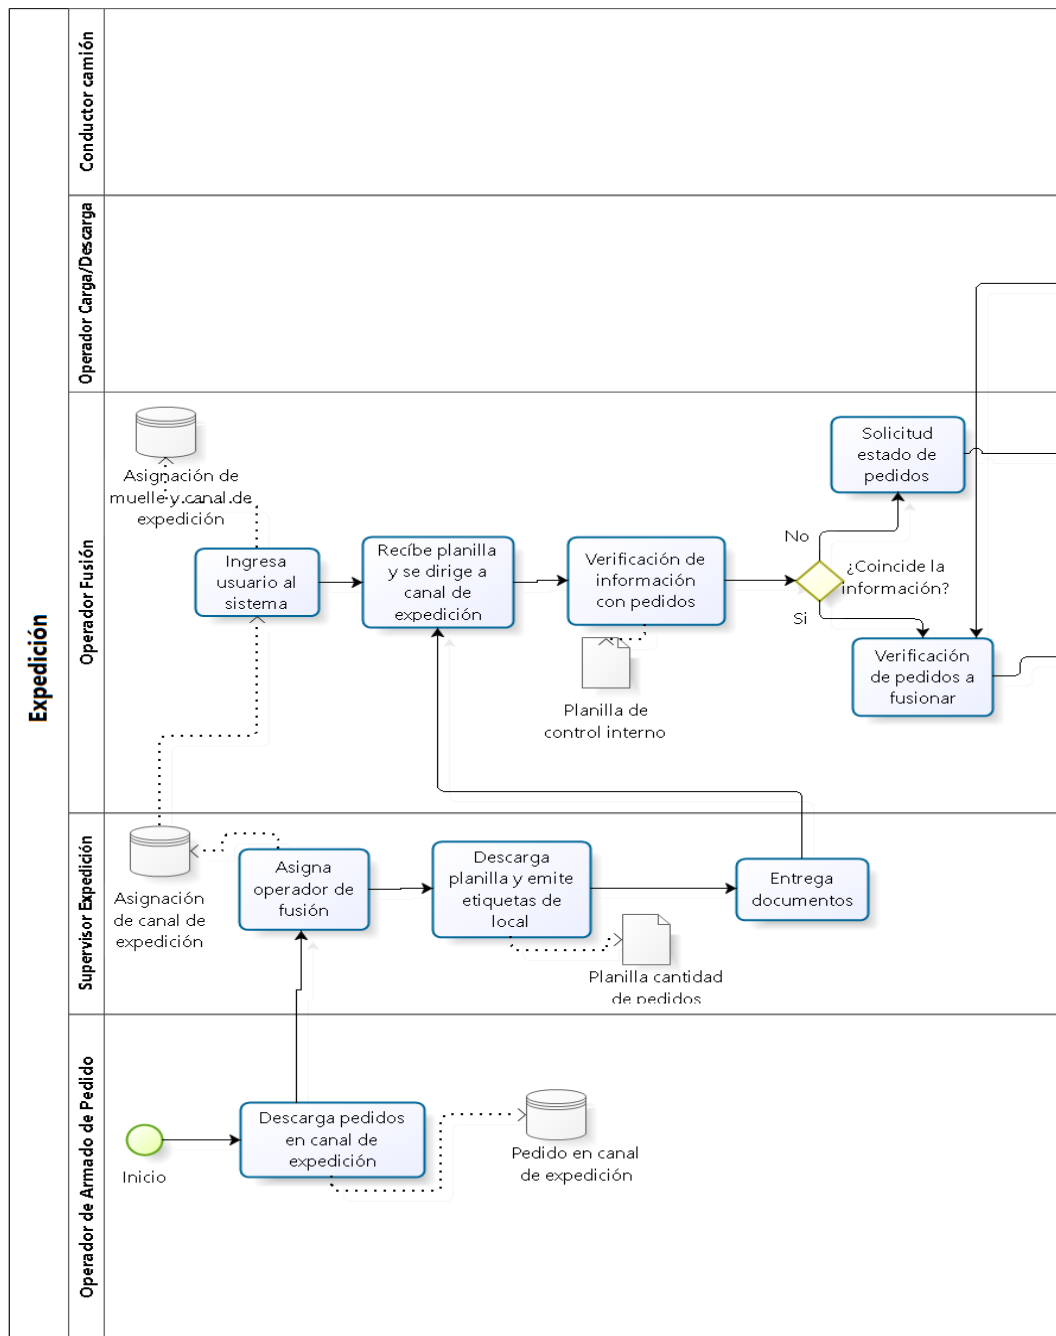 Expedición
Conductor camión
Operador Carga/Descarga
Operador Fusión
Asignación de
muelle y canal de
expedición
Ingresa
usuario al
sistema
Recíbe planilla
y se dirige a
canal de
expedición
Verificación de
información
con pedidos
Planilla de
control interno
No
¿Coincide la
información?
Si
Solicitud
estado de
pedidos
Verificación
de pedidos a
fusionar
Supervisor Expedición
Asignación
de canal de
expedición
Asigna
operador de
fusión
Descarga
planilla y emite
etiquetas de
local
Planilla cantidad
de pedidos
Entrega
documentos
Operador de Armado de Pedido
Inicio
Descarga pedidos
en canal de
expedición
Pedido en canal
de expedición